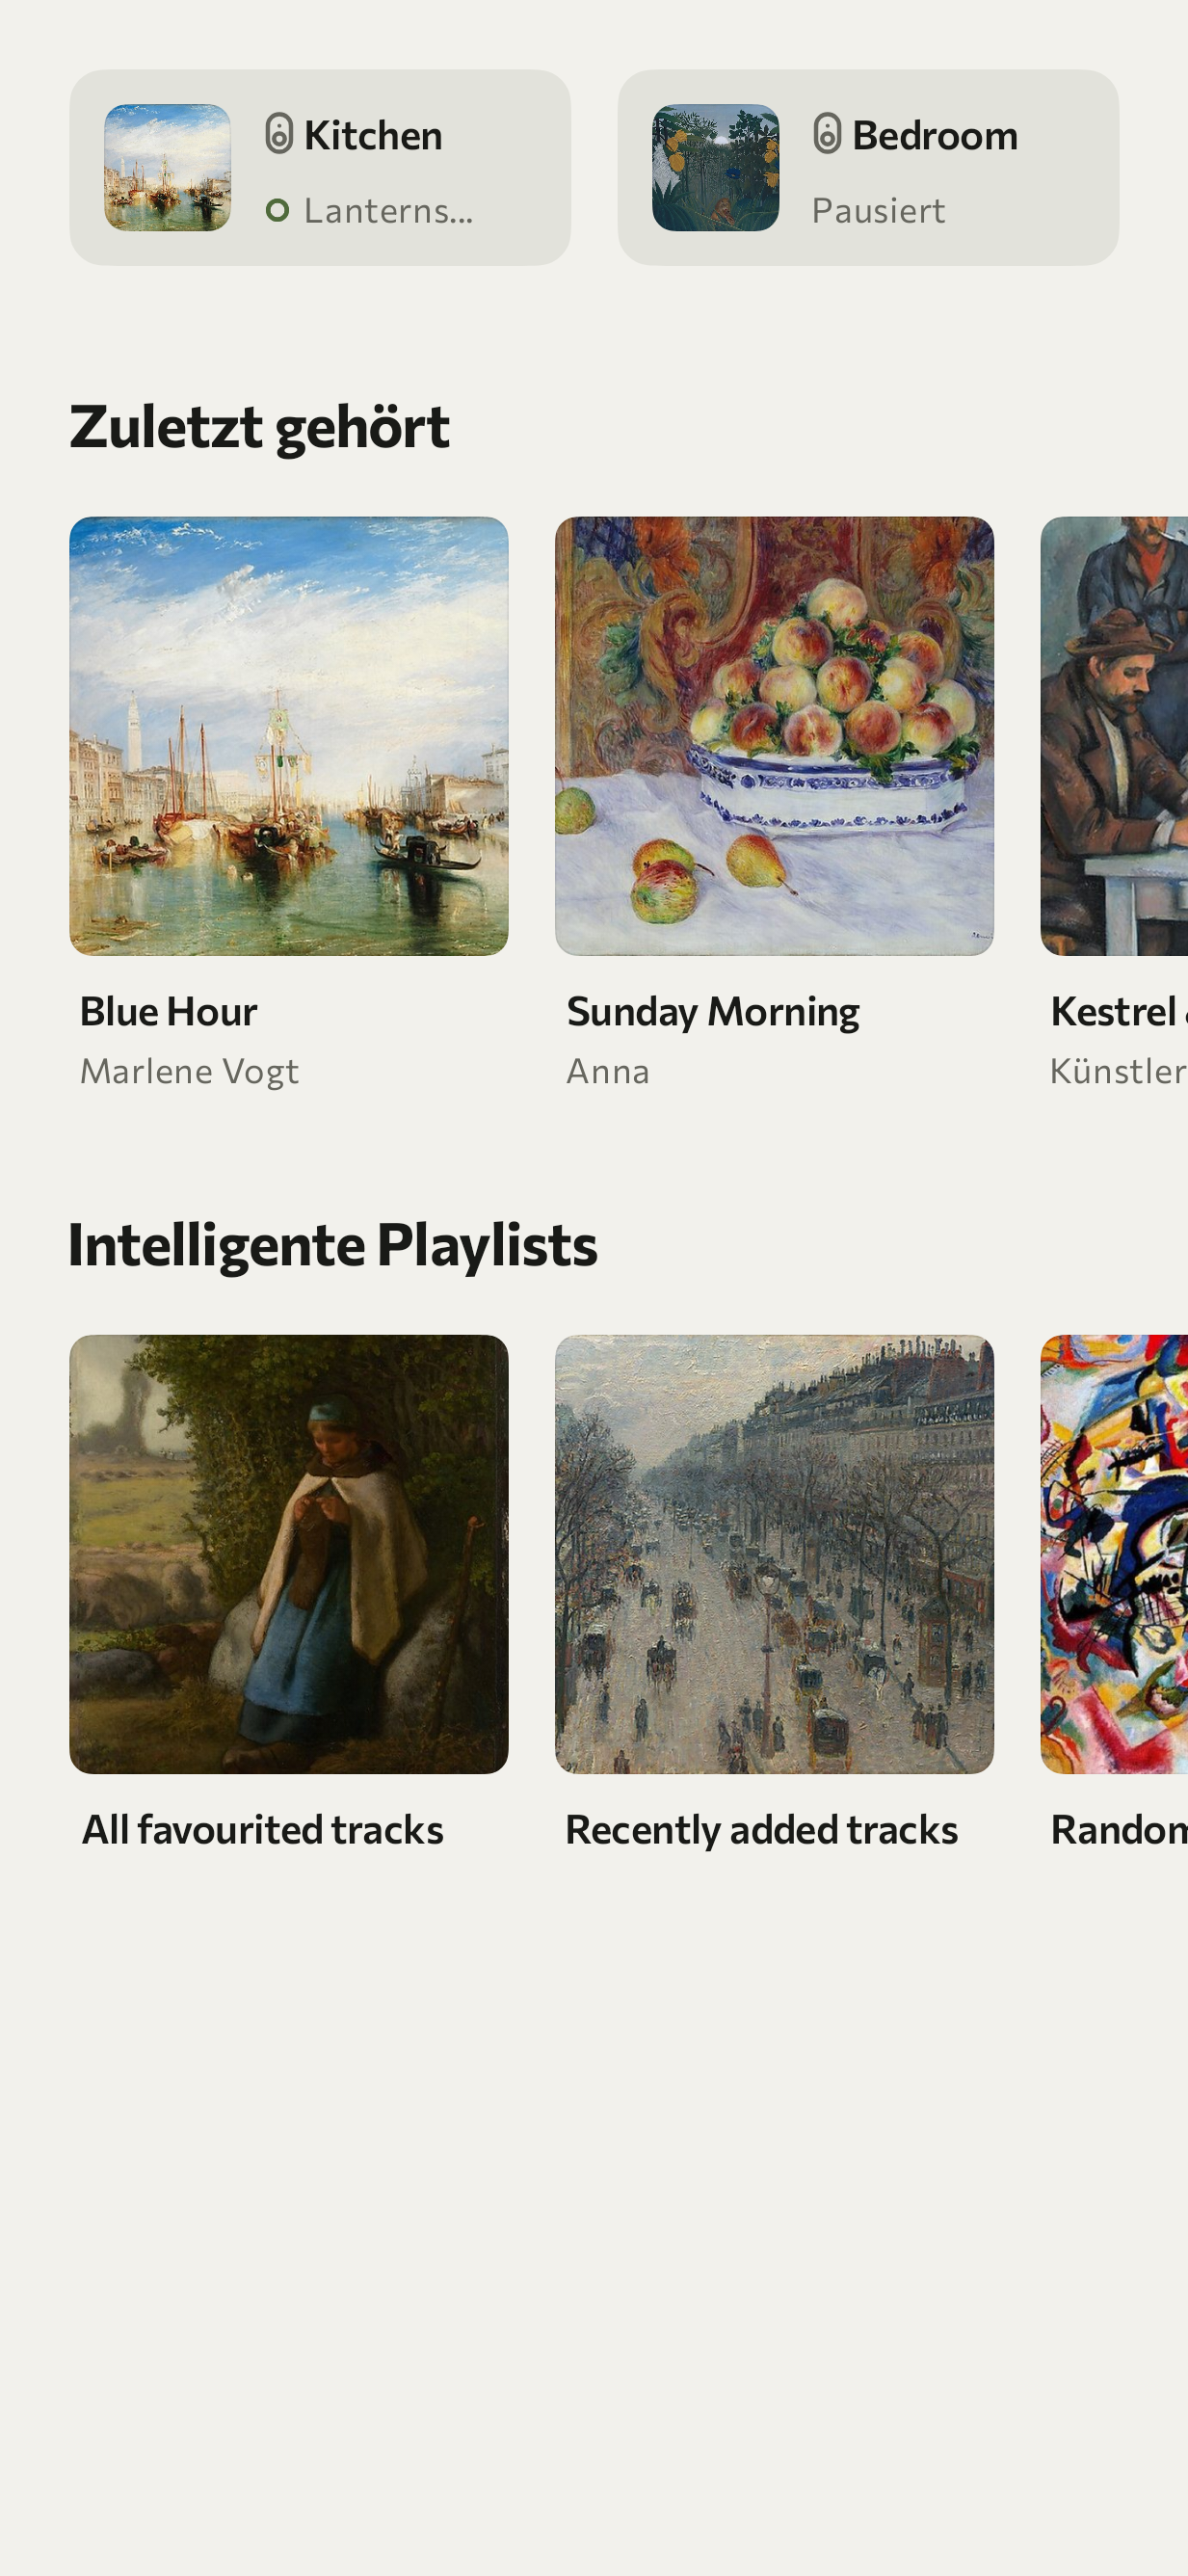 Kitchen
Lanterns...
Bedroom
Pausiert
Zuletzt gehört
Blue Hour
Marlene Vogt
Sunday Morning
Anna
Kestrel
Künstler
Intelligente Playlists
All favourited tracks
Recently added tracks
Random